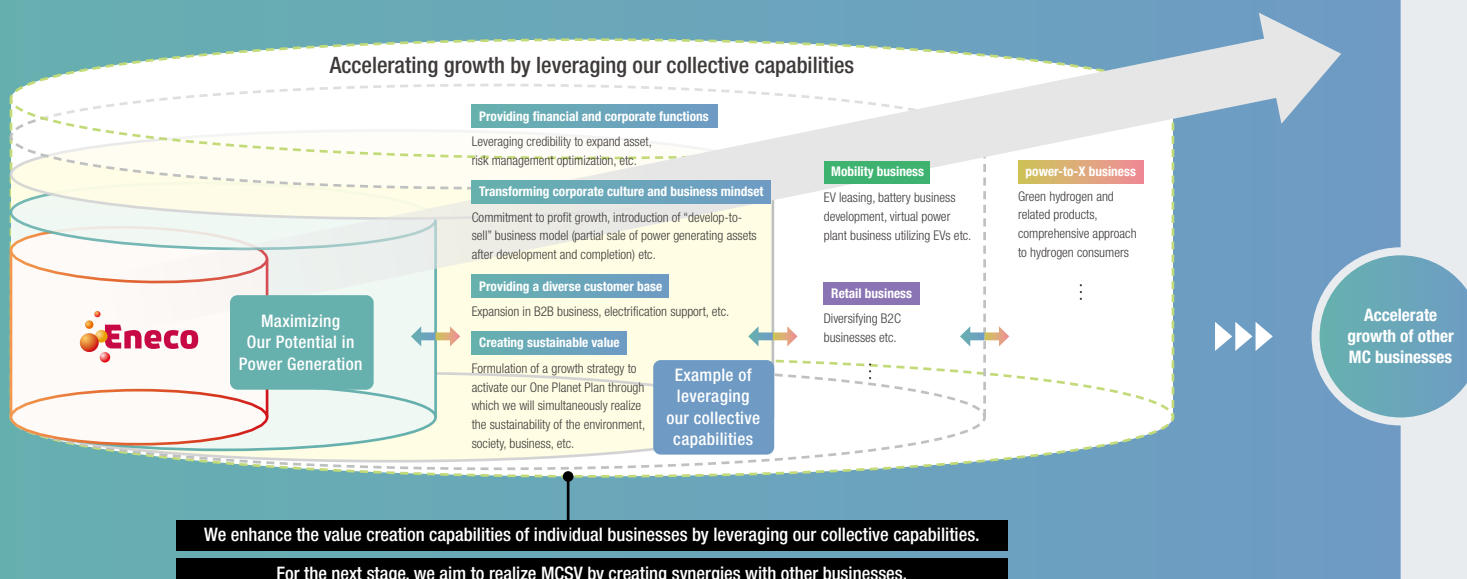 Accelerating growth by leveraging our collective capabilities
Providing financial and corporate functions
Leveraging credibility to expand asset,
risk management optimization, etc.
Transforming corporate culture and business mindset
Commitment to profit growth, introduction of “develop-to-
sell” business model (partial sale of power generating assets
after development and completion) etc.
Providing a diverse customer base
Expansion in B2B business, electrification support, etc.
Creating sustainable value
Formulation of a growth strategy to
activate our One Planet Plan through
which we will simultaneously realize
the sustainability of the environment,
society, business, etc.
Eneco
Maximizing
Our Potential in
Power Generation
Example of
leveraging
our collective
capabilities
Mobility business
EV leasing, battery business
development, virtual power
plant business utilizing EVs etc.
Retail business
Diversifying B2C
businesses etc.
⋮
power-to-X business
Green hydrogen and
related products,
comprehensive approach
to hydrogen consumers
⋮
Accelerate
growth of other
MC businesses
We enhance the value creation capabilities of individual businesses by leveraging our collective capabilities.
For the next stage, we aim to realize MCSV by creating synergies with other businesses.